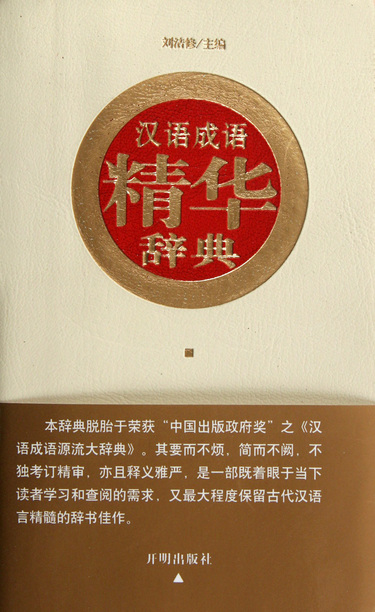 刘洁修/主编
汉语成语
精华
辞典
本辞典脱胎于荣获“中国出版政府奖”之《汉
语成语源流大辞典》。其要而不烦，简而不阙，不
独考订精审，亦且释义雅严，是一部既着眼于当下
读者学习和查阅的需求，又最大程度保留古代汉语
言精髓的辞书佳作。
开明出版社